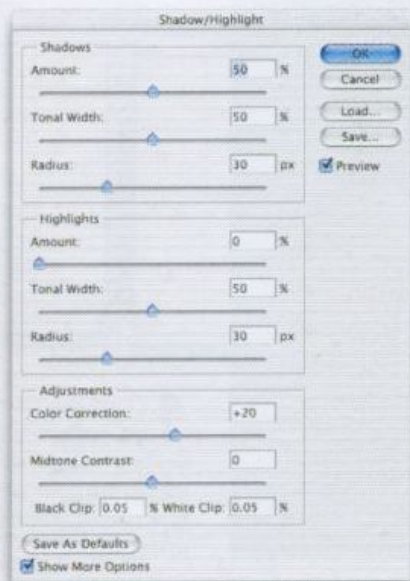 Shadow/Highlight
Shadows
Amount: 50 %
Tonal Width: 50 %
Radius: 30 px
Highlights
Amount: 0 %
Tonal Width: 50 %
Radius: 30 px
Adjustments
Color Correction: +20
Midtone Contrast: 0
Black Clip: 0.05 % White Clip: 0.05 %
Save As Defaults
Show More Options
OK
Cancel
Load...
Save...
Preview